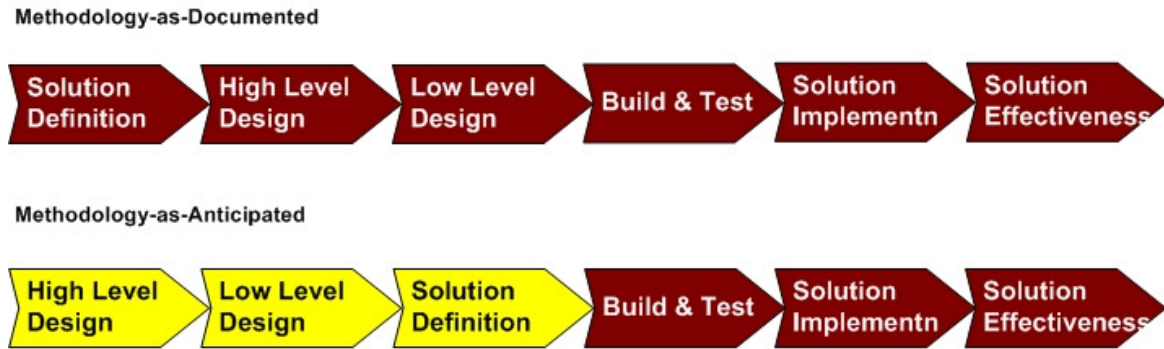 Methodology-as-Documented
Solution
Definition
High Level
Design
Low Level
Design
Build & Test
Solution
Implementn
Solution
Effectiveness
Methodology-as-Anticipated
High Level
Design
Low Level
Design
Solution
Definition
Build & Test
Solution
Implementn
Solution
Effectiveness